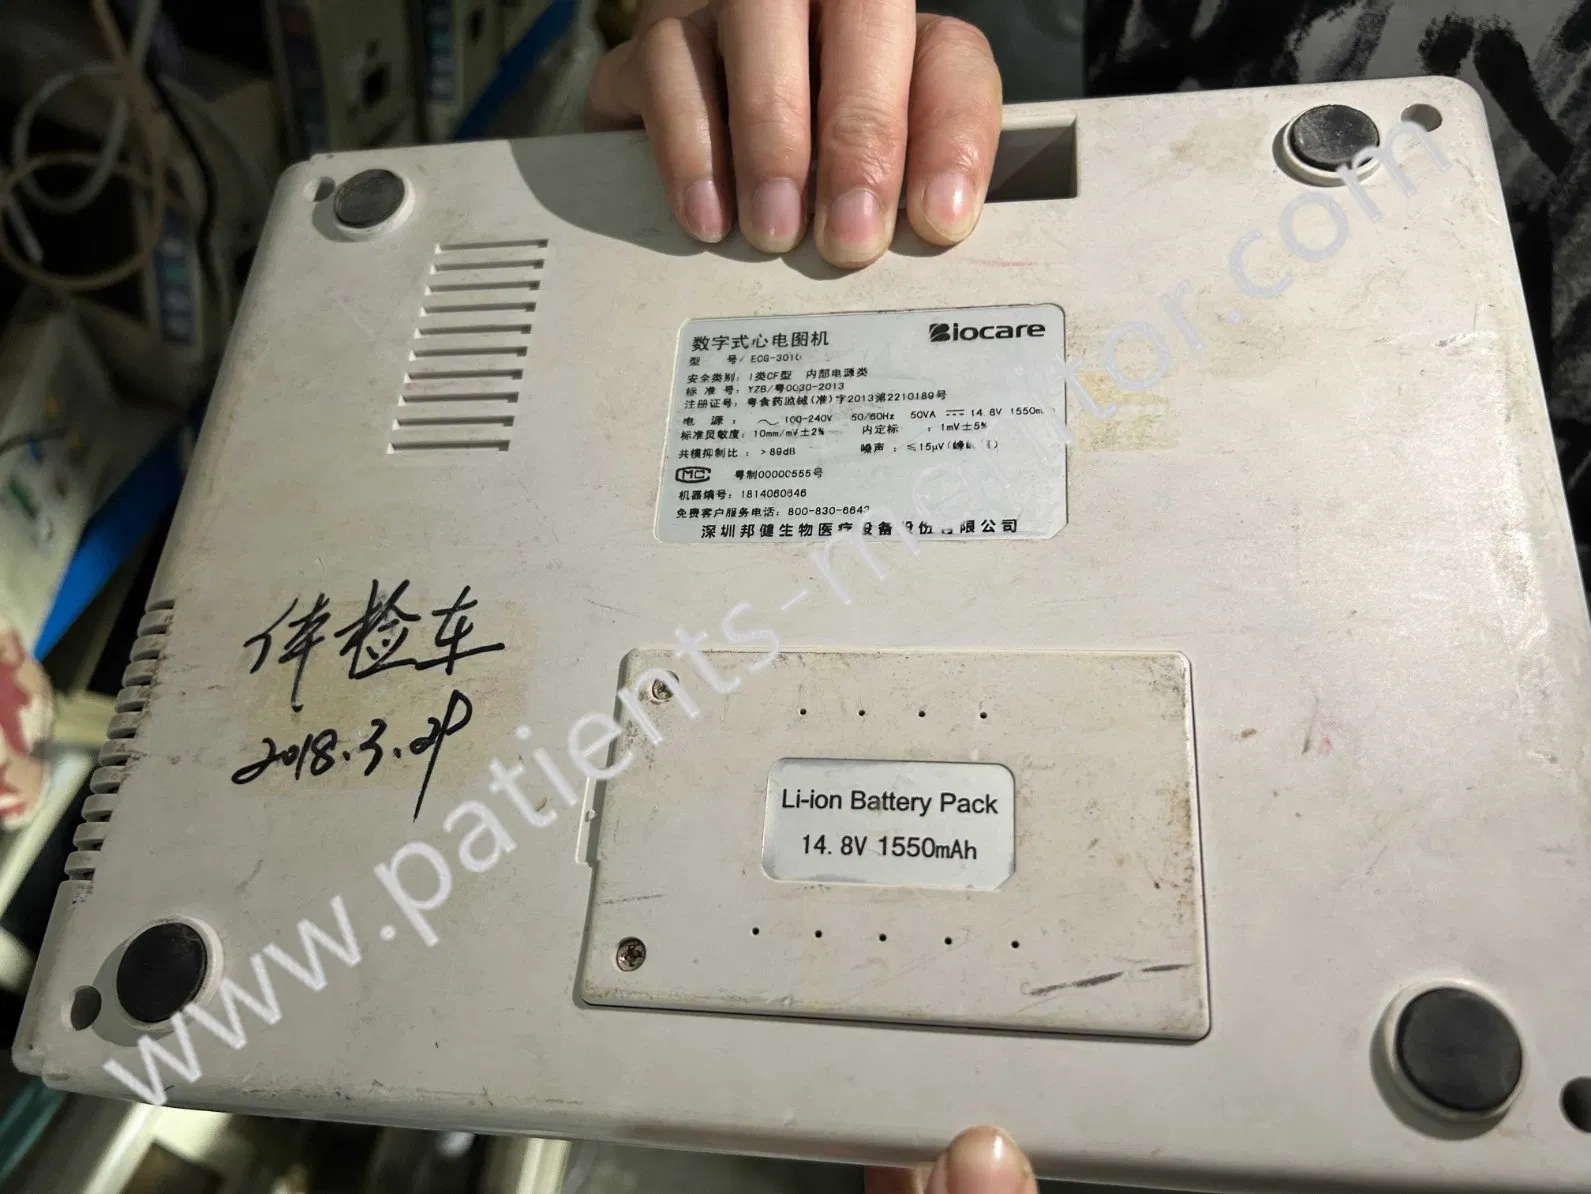 数字式心电图机
Biocare
型 号: ECG-3010
安全类别: I类CF型 内部电源类
标 准 号: YZB/粤0030-2013
注册证号: 粤食药监械(准)字2013第2210189号
电 源: ~ 100-240V 50/60Hz 50VA ⎓ 14.8V 1550m
标准灵敏度: 10mm/mV±2% 内定标 : 1mV±5%
共模抑制比: >89dB 噪声 : ≤15μV
MC 粤制00000555号
机器编号: 1814060846
免费客户服务电话: 800-830-6643
深圳邦健生物医疗设备股份有限公司
体检车
2018.3.
Li-ion Battery Pack
14.8V 1550mAh
www.patients-monitor.com